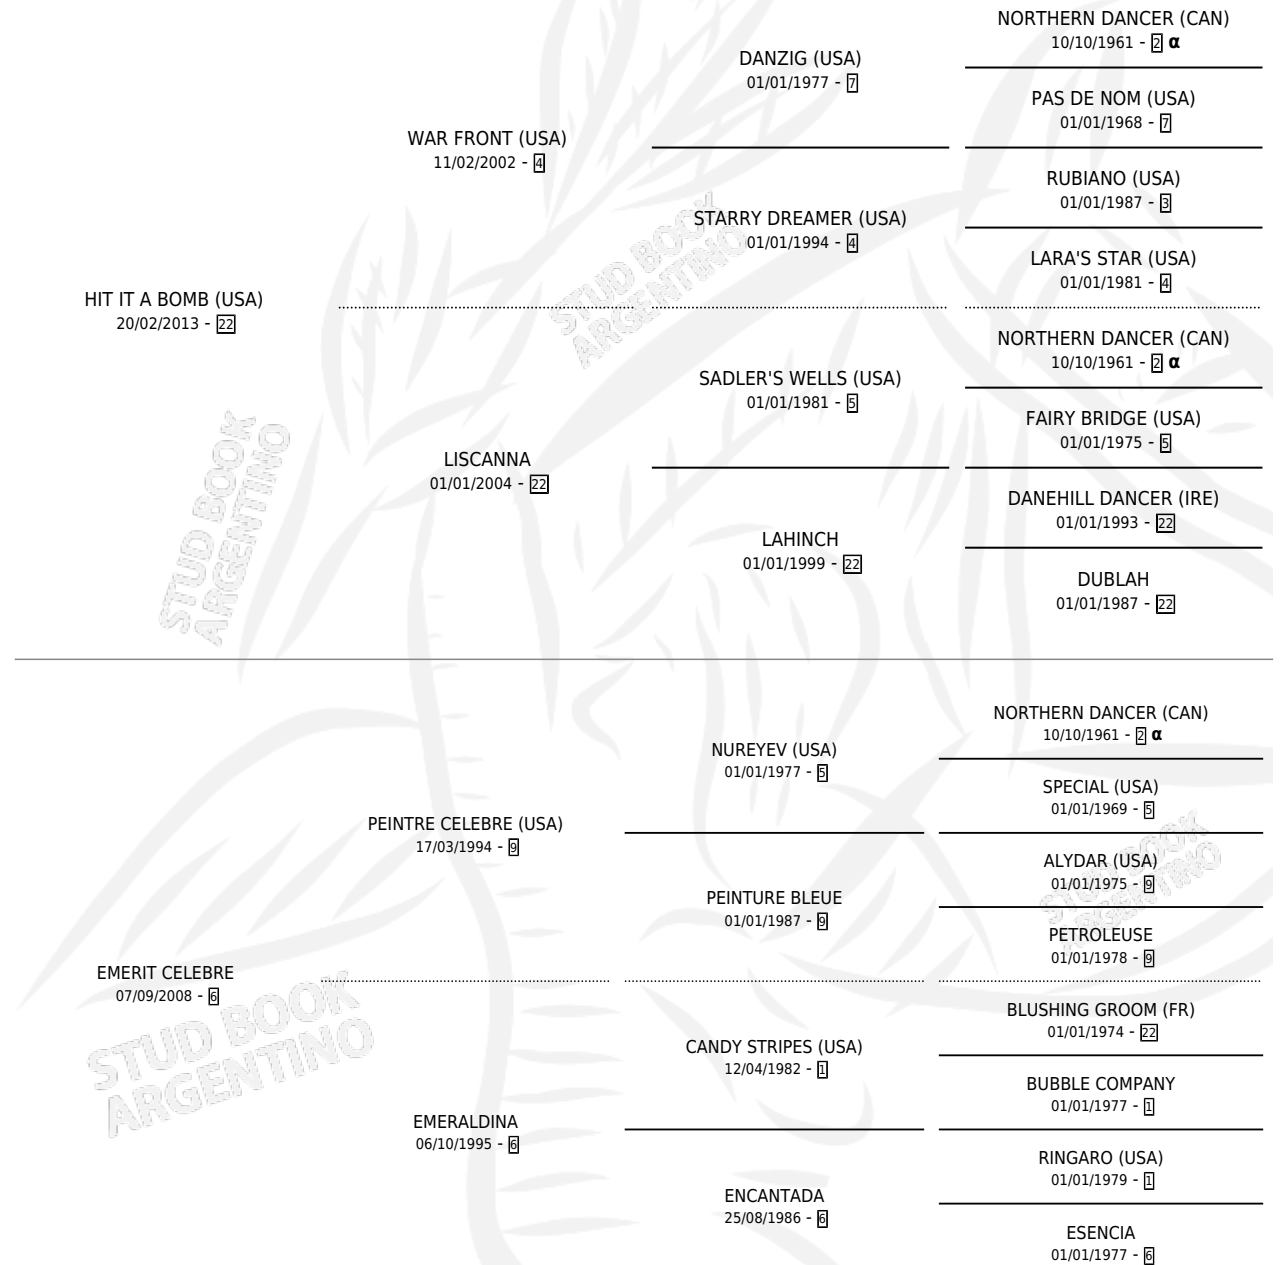 NORTHERN DANCER (CAN)
10/10/1961 - 2 α
DANZIG (USA)
01/01/1977 - 7
PAS DE NOM (USA)
01/01/1968 - 7
WAR FRONT (USA)
11/02/2002 - 4
RUBIANO (USA)
01/01/1987 - 3
STARRY DREAMER (USA)
01/01/1994 - 4
LARA'S STAR (USA)
01/01/1981 - 4
HIT IT A BOMB (USA)
20/02/2013 - 22
NORTHERN DANCER (CAN)
10/10/1961 - 2 α
SADLER'S WELLS (USA)
01/01/1981 - 5
FAIRY BRIDGE (USA)
01/01/1975 - 5
LISCANNA
01/01/2004 - 22
DANEHILL DANCER (IRE)
01/01/1993 - 22
LAHINCH
01/01/1999 - 22
DUBLAH
01/01/1987 - 22
NORTHERN DANCER (CAN)
10/10/1961 - 2 α
NUREYEV (USA)
01/01/1977 - 5
SPECIAL (USA)
01/01/1969 - 5
PEINTRE CELEBRE (USA)
17/03/1994 - 9
ALYDAR (USA)
01/01/1975 - 9
PEINTURE BLEUE
01/01/1987 - 9
PETROLEUSE
01/01/1978 - 9
EMERIT CELEBRE
07/09/2008 - 6
BLUSHING GROOM (FR)
01/01/1974 - 22
CANDY STRIPES (USA)
12/04/1982 - 1
BUBBLE COMPANY
01/01/1977 - 1
EMERALDINA
06/10/1995 - 6
RINGARO (USA)
01/01/1979 - 1
ENCANTADA
25/08/1986 - 6
ESENCIA
01/01/1977 - 6
STUD BOOK
ARGENTINO
STUD BOOK
ARGENTINO
STUD BOOK
ARGENTINO
STUD BOOK
ARGENTINO